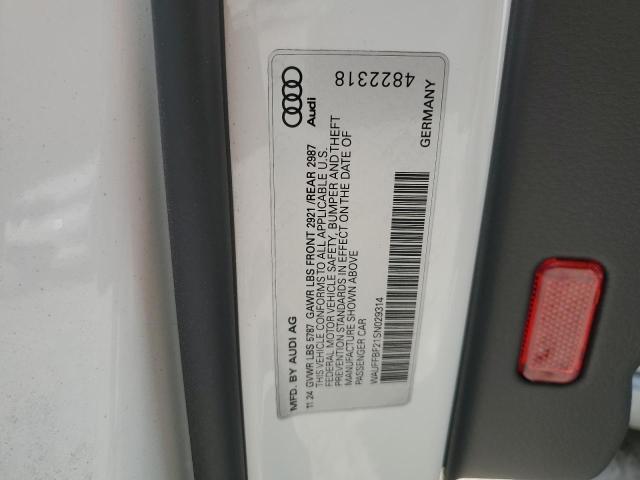 MFD. BY AUDI AG
11.24 GVWR LBS 5787 GAWR LBS FRONT 2921 /REAR 2987
THIS VEHICLE CONFORMS TO ALL APPLICABLE U.S.
FEDERAL MOTOR VEHICLE SAFETY, BUMPER AND THEFT
PREVENTION STANDARDS IN EFFECT ON THE DATE OF
MANUFACTURE SHOWN ABOVE
PASSENGER CAR
WAUFFBF21SN029314
GERMANY
Audi
4822318